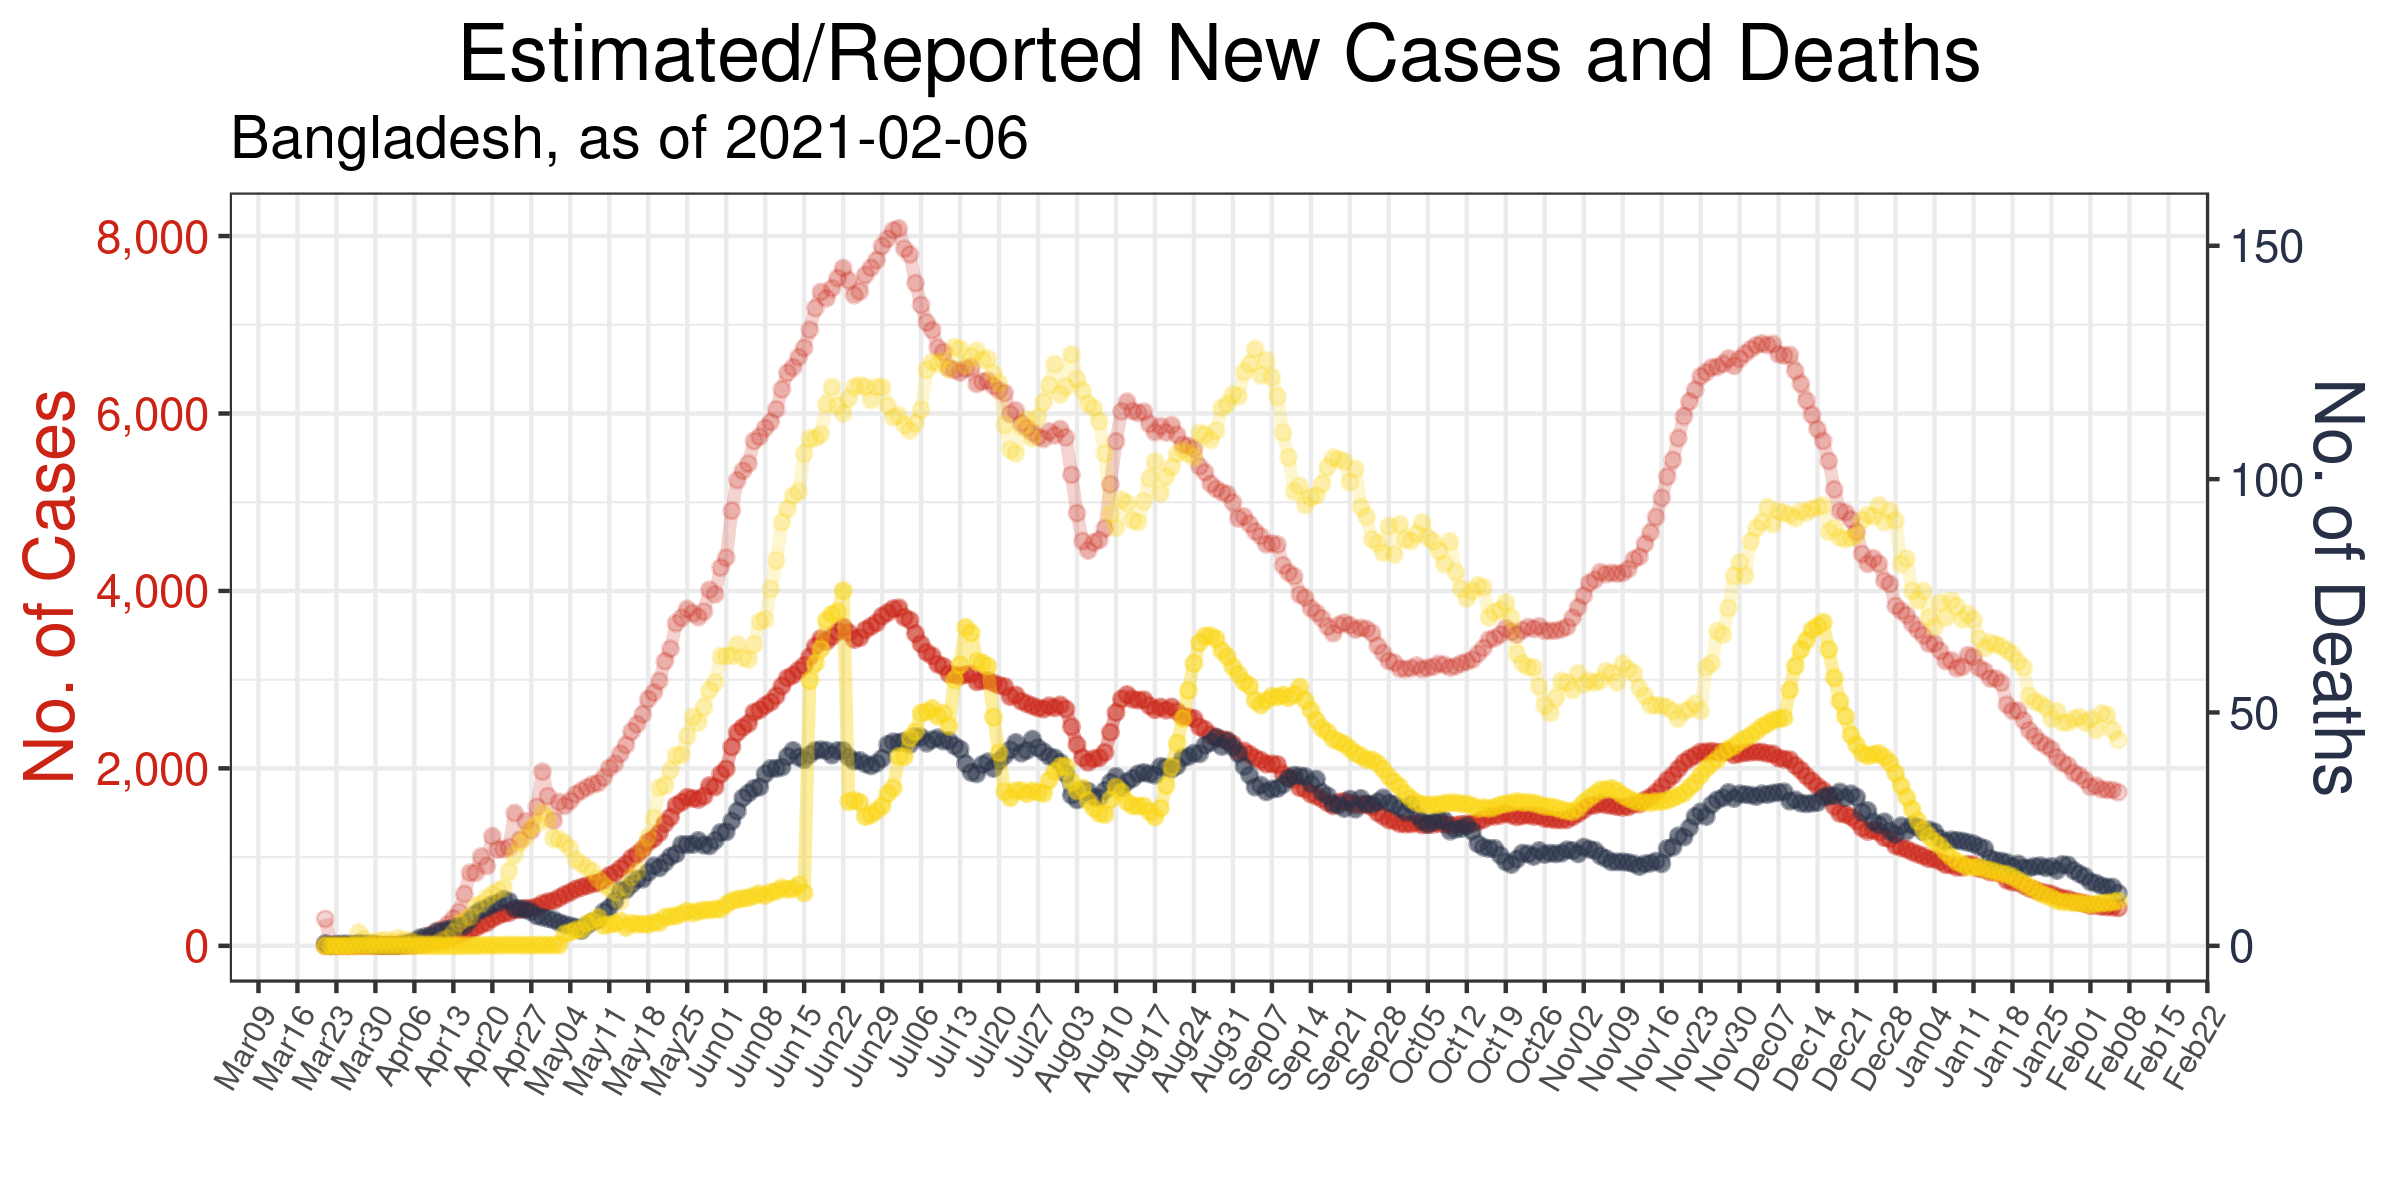 Estimated/Reported New Cases and Deaths
Bangladesh, as of 2021-02-06
No. of Cases
8,000
6,000
4,000
2,000
0
150
100
50
0
No. of Deaths
Mar09 Mar16 Mar23 Mar30 Apr06 Apr13 Apr20 Apr27 May04 May11 May18 May25 Jun01 Jun08 Jun15 Jun22 Jun29 Jul06 Jul13 Jul20 Jul27 Aug03 Aug10 Aug17 Aug24 Aug31 Sep07 Sep14 Sep21 Sep28 Oct05 Oct12 Oct19 Oct26 Nov02 Nov09 Nov16 Nov23 Nov30 Dec07 Dec14 Dec21 Dec28 Jan04 Jan11 Jan18 Jan25 Feb01 Feb08 Feb15 Feb22